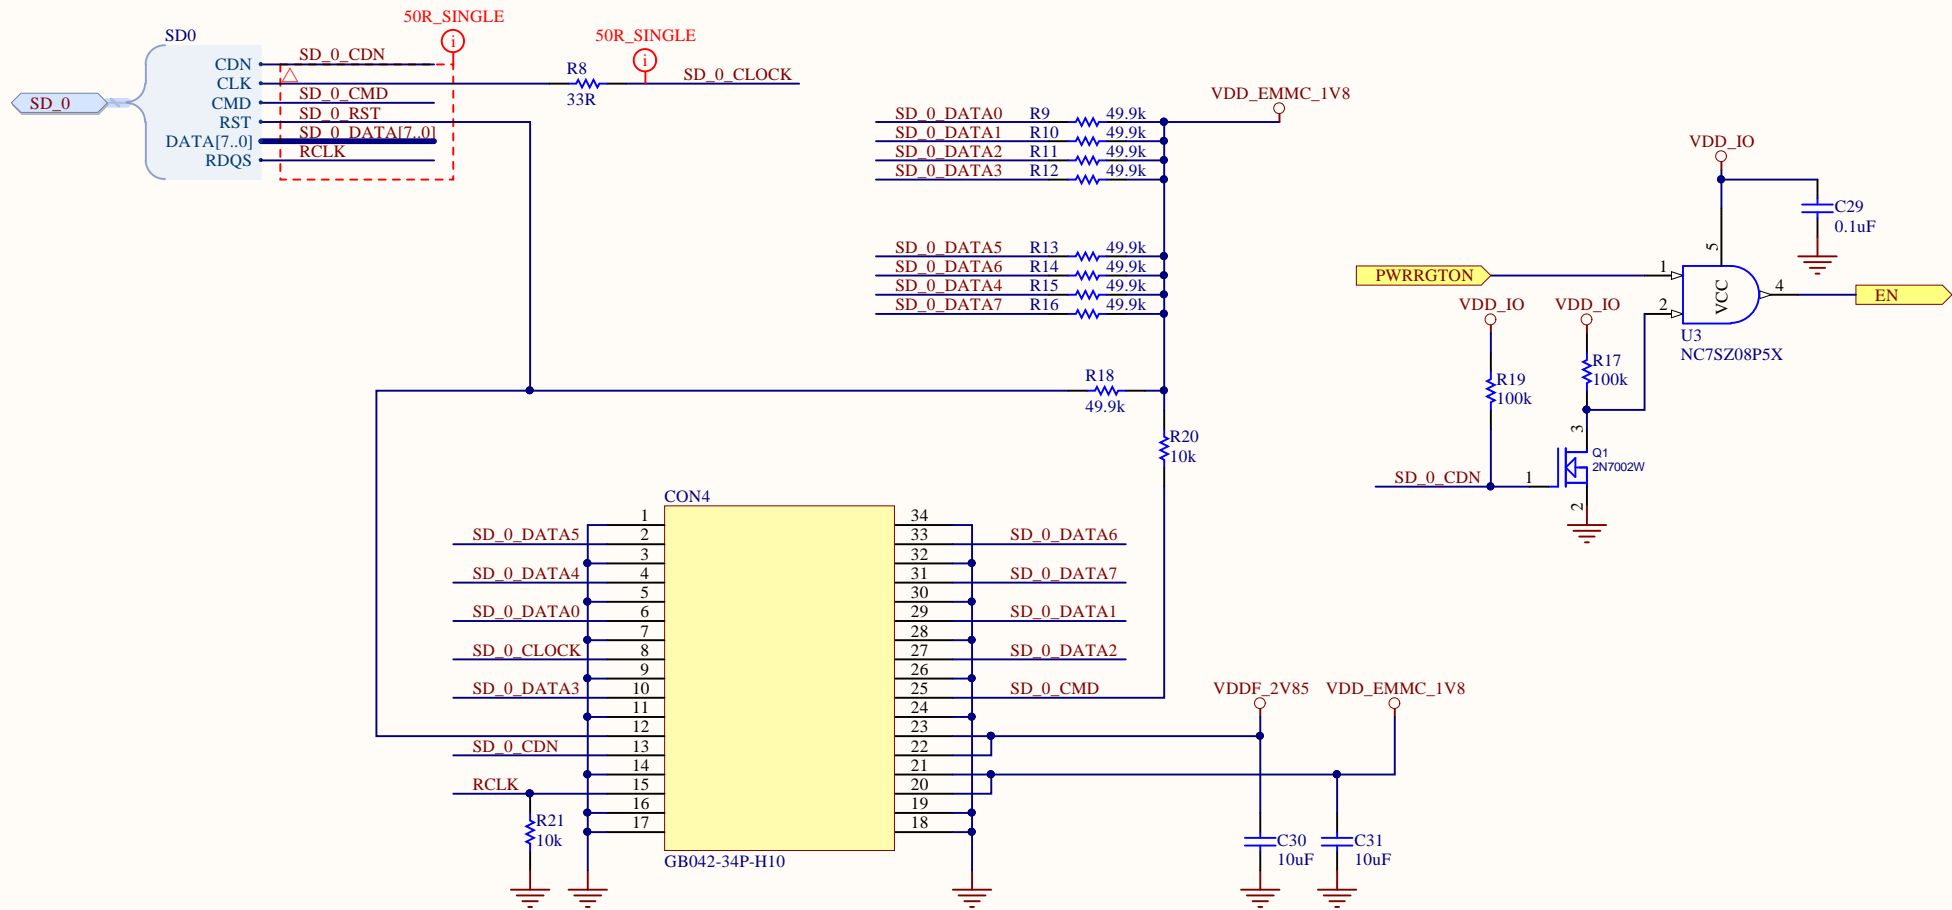 50R_SINGLE
50R_SINGLE
SD0
SD_0
CDN
SD_0_CDN
CLK
R8
33R
SD_0_CLOCK
CMD
SD_0_CMD
RST
SD_0_RST
DATA[7..0]
SD_0_DATA[7..0]
RDQS
RCLK
VDD_EMMC_1V8
SD_0_DATA0 R9 49.9k
SD_0_DATA1 R10 49.9k
SD_0_DATA2 R11 49.9k
SD_0_DATA3 R12 49.9k
SD_0_DATA5 R13 49.9k
SD_0_DATA6 R14 49.9k
SD_0_DATA4 R15 49.9k
SD_0_DATA7 R16 49.9k
R18
49.9k
R20
10k
VDD_IO
C29
0.1uF
5
PWRRGTON
1
VCC
4
EN
2
U3
NC7SZ08P5X
VDD_IO
VDD_IO
R19
100k
R17
100k
3
Q1
2N7002W
SD_0_CDN
1
2
CON4
1
34
SD_0_DATA5 2
33 SD_0_DATA6
3
32
SD_0_DATA4 4
31 SD_0_DATA7
5
30
SD_0_DATA0 6
29 SD_0_DATA1
7
28
SD_0_CLOCK 8
27 SD_0_DATA2
9
26
SD_0_DATA3 10
25 SD_0_CMD
11
24
12
23
SD_0_CDN 13
22
14
21
RCLK 15
20
16
19
17
18
GB042-34P-H10
R21
10k
VDDF_2V85
VDD_EMMC_1V8
C30
10uF
C31
10uF